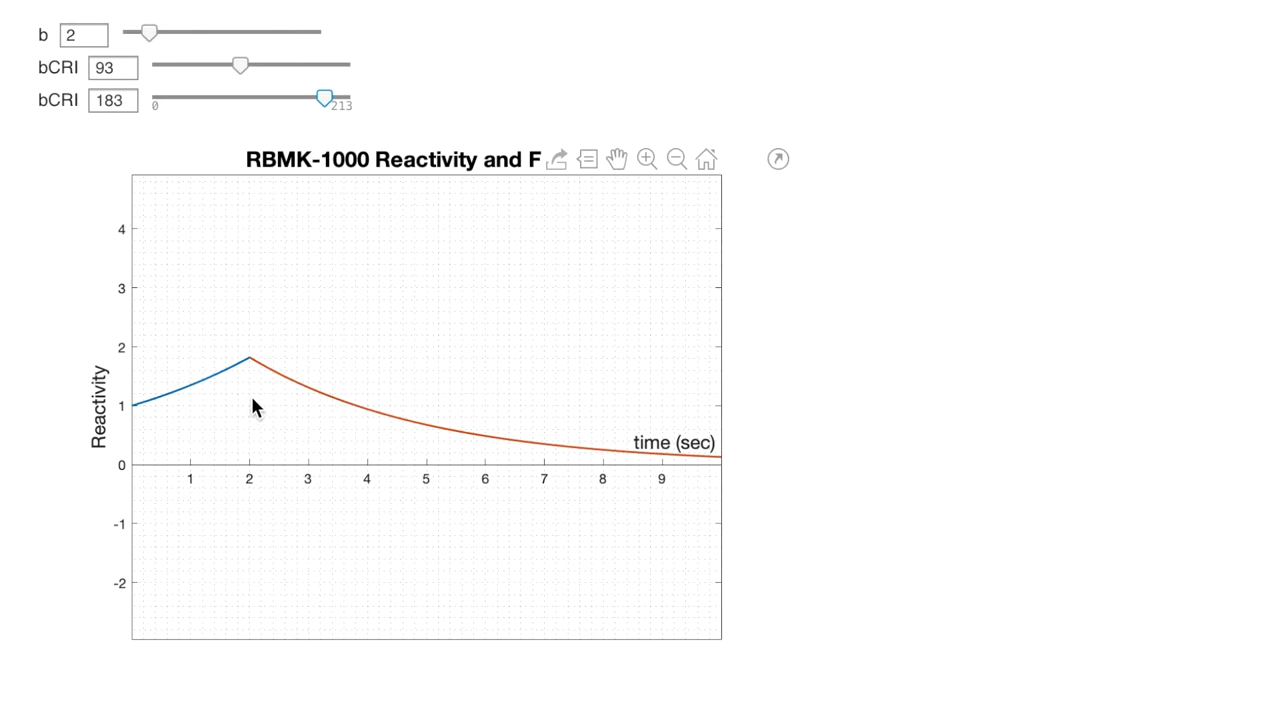 b 2
bCRI 93
bCRI 183
0 213
RBMK-1000 Reactivity and F
4
3
2
1
0
-1
-2
Reactivity
time (sec)
1 2 3 4 5 6 7 8 9